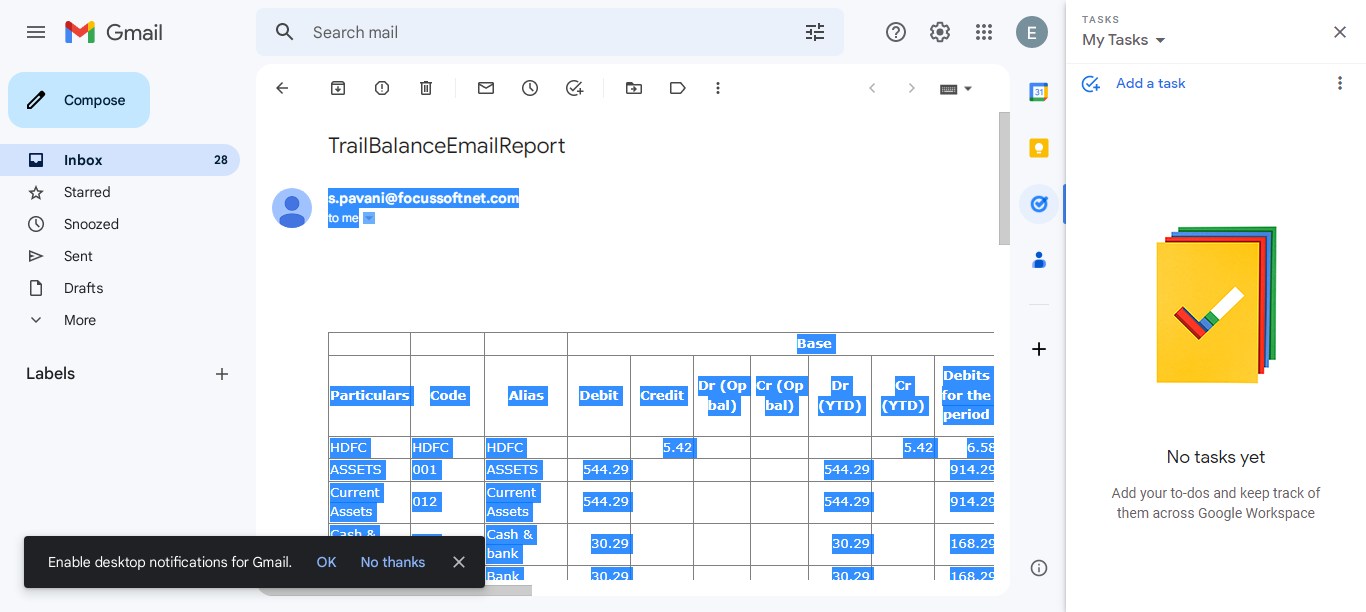 Gmail
Search mail
E
TASKS
My Tasks
Compose
31
Add a task
TrailBalanceEmailReport
Inbox 28
Starred
Snoozed
Sent
Drafts
More
Labels
s.pavani@focussoftnet.com
to me
Base
Particulars Code Alias Debit Credit Dr (Op bal) Cr (Op bal) Dr (YTD) Cr (YTD) Debits for the period
HDFC HDFC HDFC 5.42 5.42 6.58
ASSETS 001 ASSETS 544.29 544.29 914.29
Current Assets 012 Current Assets 544.29 544.29 914.29
Cash & Cash & bank 30.29 30.29 168.29
Bank 30.29 30.29 168.29
Enable desktop notifications for Gmail. OK No thanks
No tasks yet
Add your to-dos and keep track of
them across Google Workspace